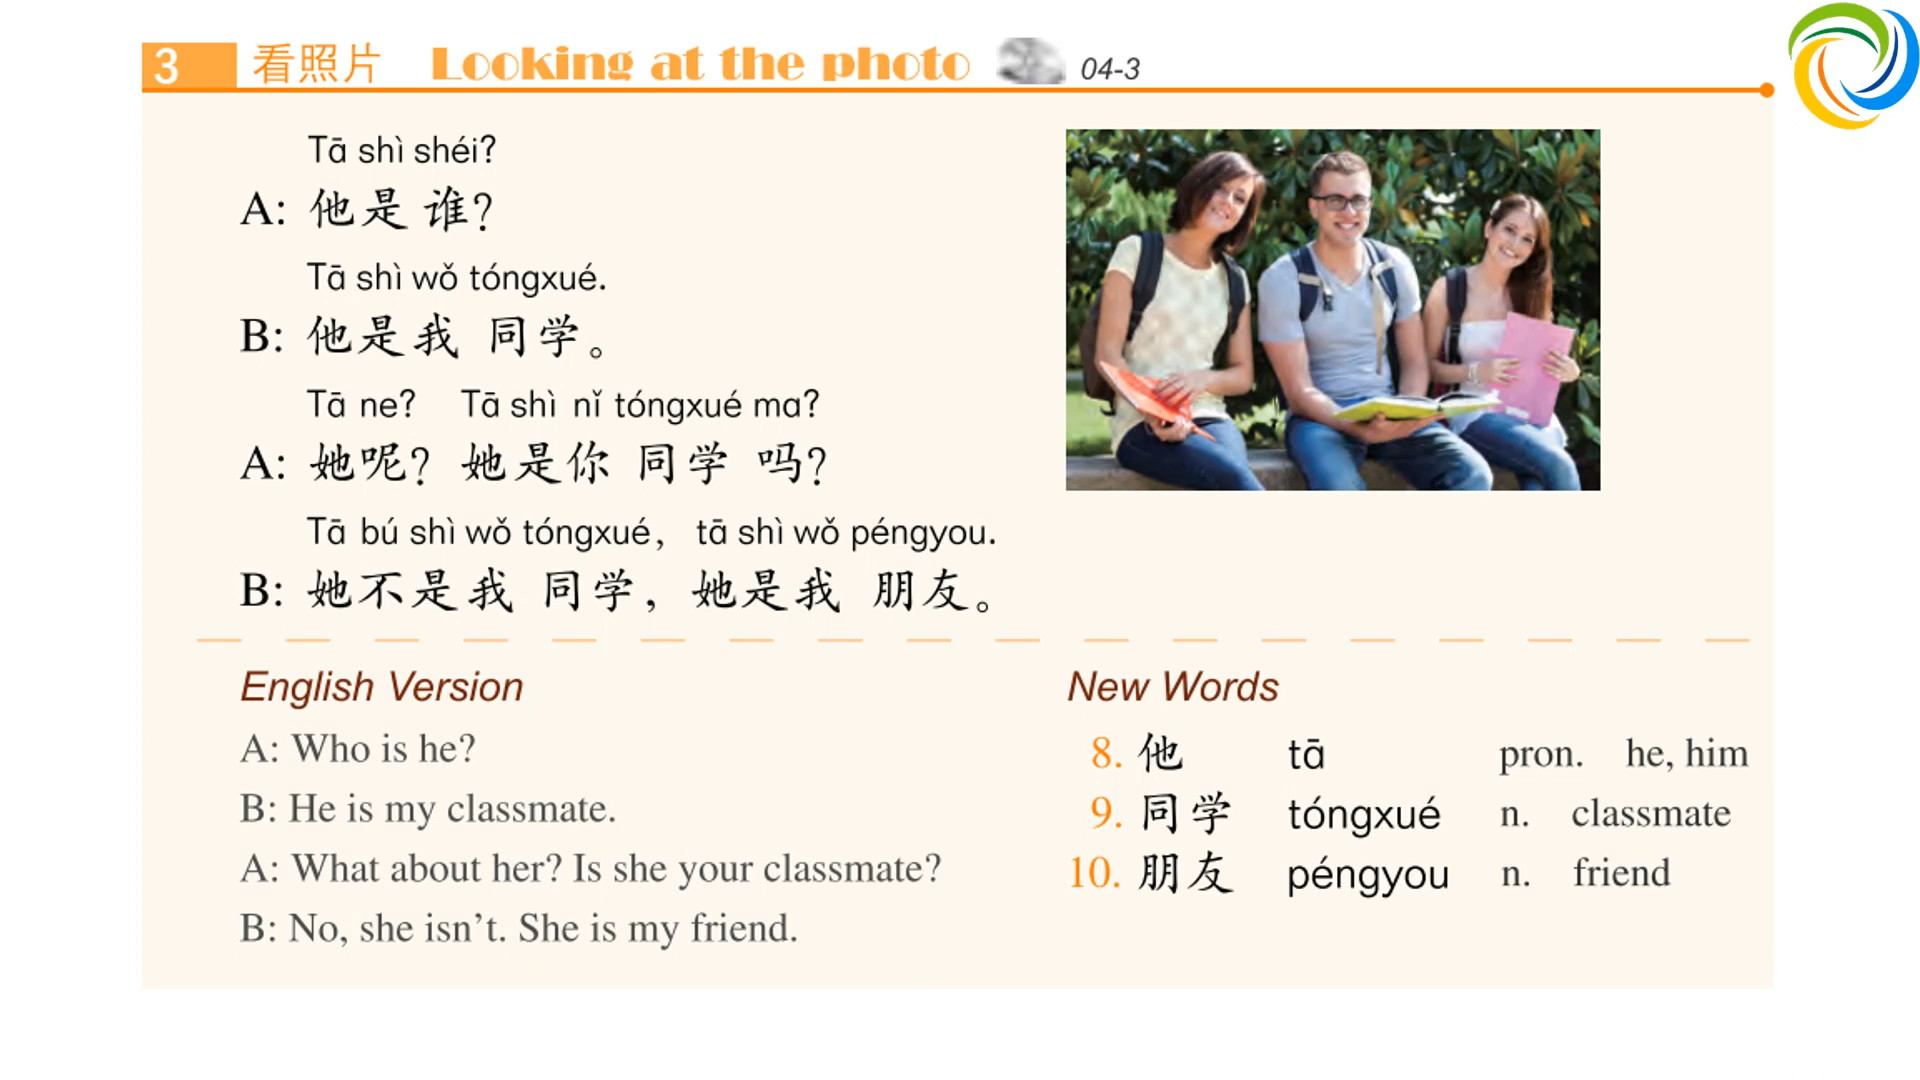 3 看照片 Looking at the photo 04-3
Tā shì shéi?
A: 他是谁?
Tā shì wǒ tóngxué.
B: 他是我同学。
Tā ne? Tā shì nǐ tóngxué ma?
A: 她呢? 她是你同学吗?
Tā bú shì wǒ tóngxué, tā shì wǒ péngyou.
B: 她不是我同学, 她是我朋友。
English Version
A: Who is he?
B: He is my classmate.
A: What about her? Is she your classmate?
B: No, she isn't. She is my friend.
New Words
8. 他 tā pron. he, him
9. 同学 tóngxué n. classmate
10. 朋友 péngyou n. friend